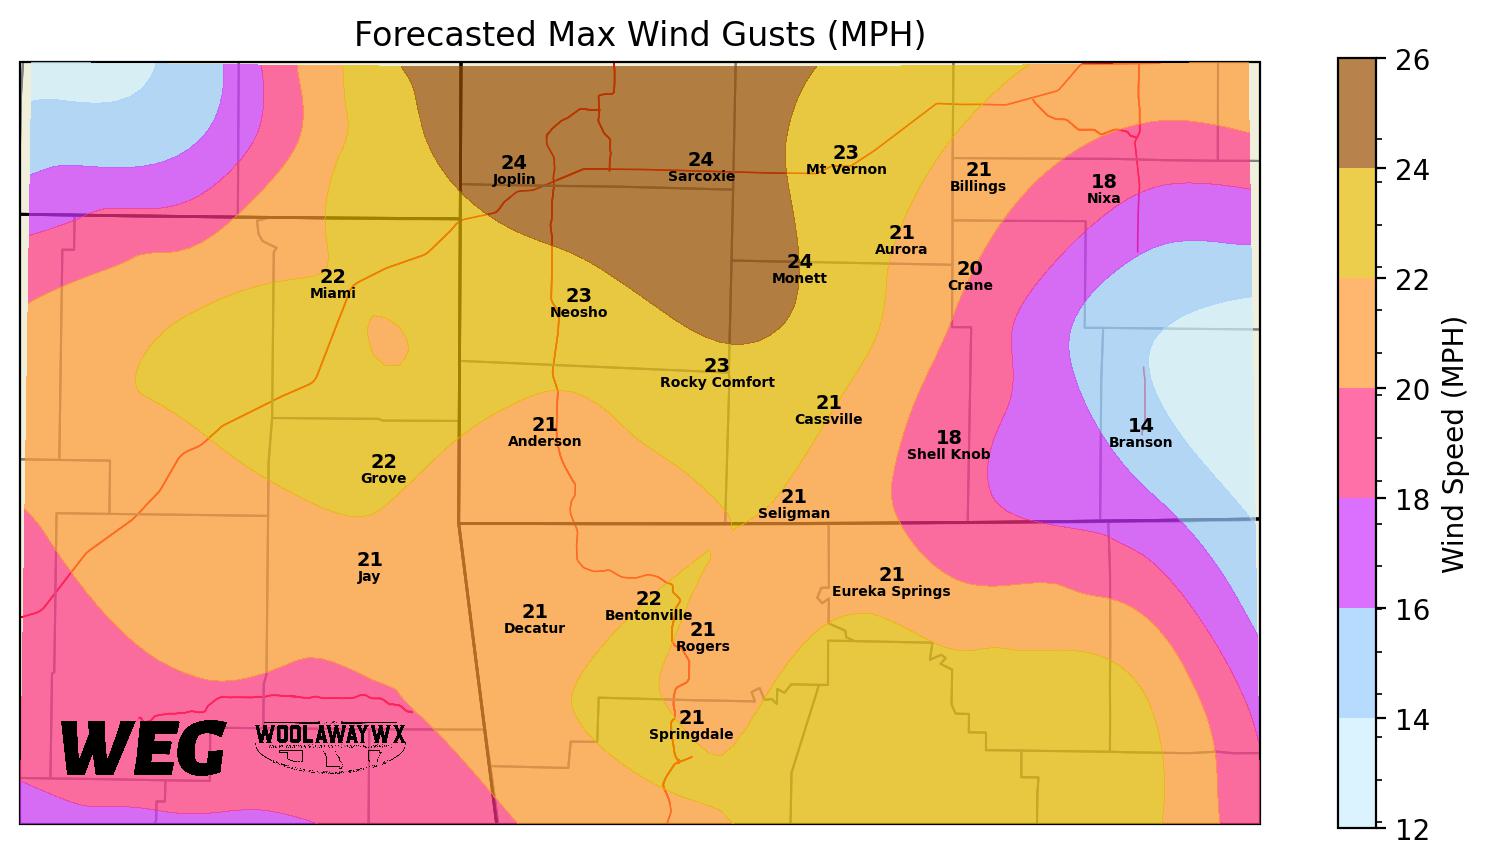 Forecasted Max Wind Gusts (MPH)
24
Joplin
24
Sarcoxie
23
Mt Vernon
21
Billings
18
Nixa
21
Aurora
24
Monett
20
Crane
22
Miami
23
Neosho
23
Rocky Comfort
21
Cassville
21
Anderson
18
Shell Knob
14
Branson
22
Grove
21
Seligman
21
Jay
21
Eureka Springs
22
Bentonville
21
Decatur
21
Rogers
21
Springdale
WEG
WOOLAWAYWX
26
24
22
20
18
16
14
12
Wind Speed (MPH)